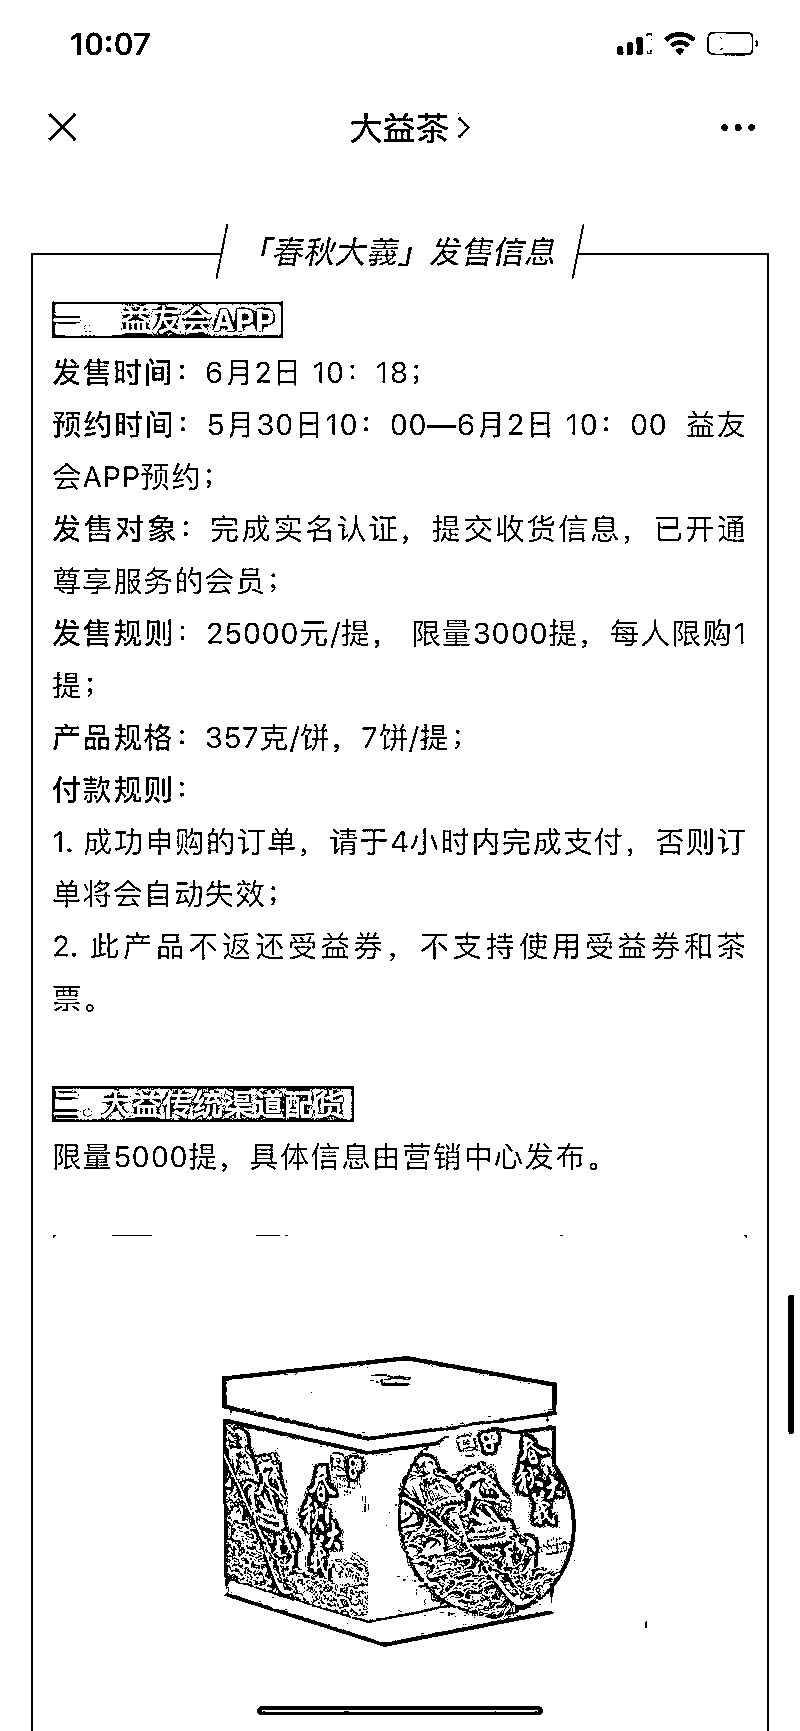 10:07
大益茶
「春秋大義」发售信息
一。 益友会APP
发售时间：6月2日 10：18；
预约时间：5月30日10：00—6月2日 10：00 益友
会APP预约；
发售对象：完成实名认证，提交收货信息，已开通
尊享服务的会员；
发售规则：25000元/提， 限量3000提，每人限购1
提；
产品规格：357克/饼，7饼/提；
付款规则：
1. 成功申购的订单，请于4小时内完成支付，否则订
单将会自动失效；
2. 此产品不返还受益券，不支持使用受益券和茶
票。
二。大益传统渠道配货
限量5000提，具体信息由营销中心发布。
春秋大義
春秋大義